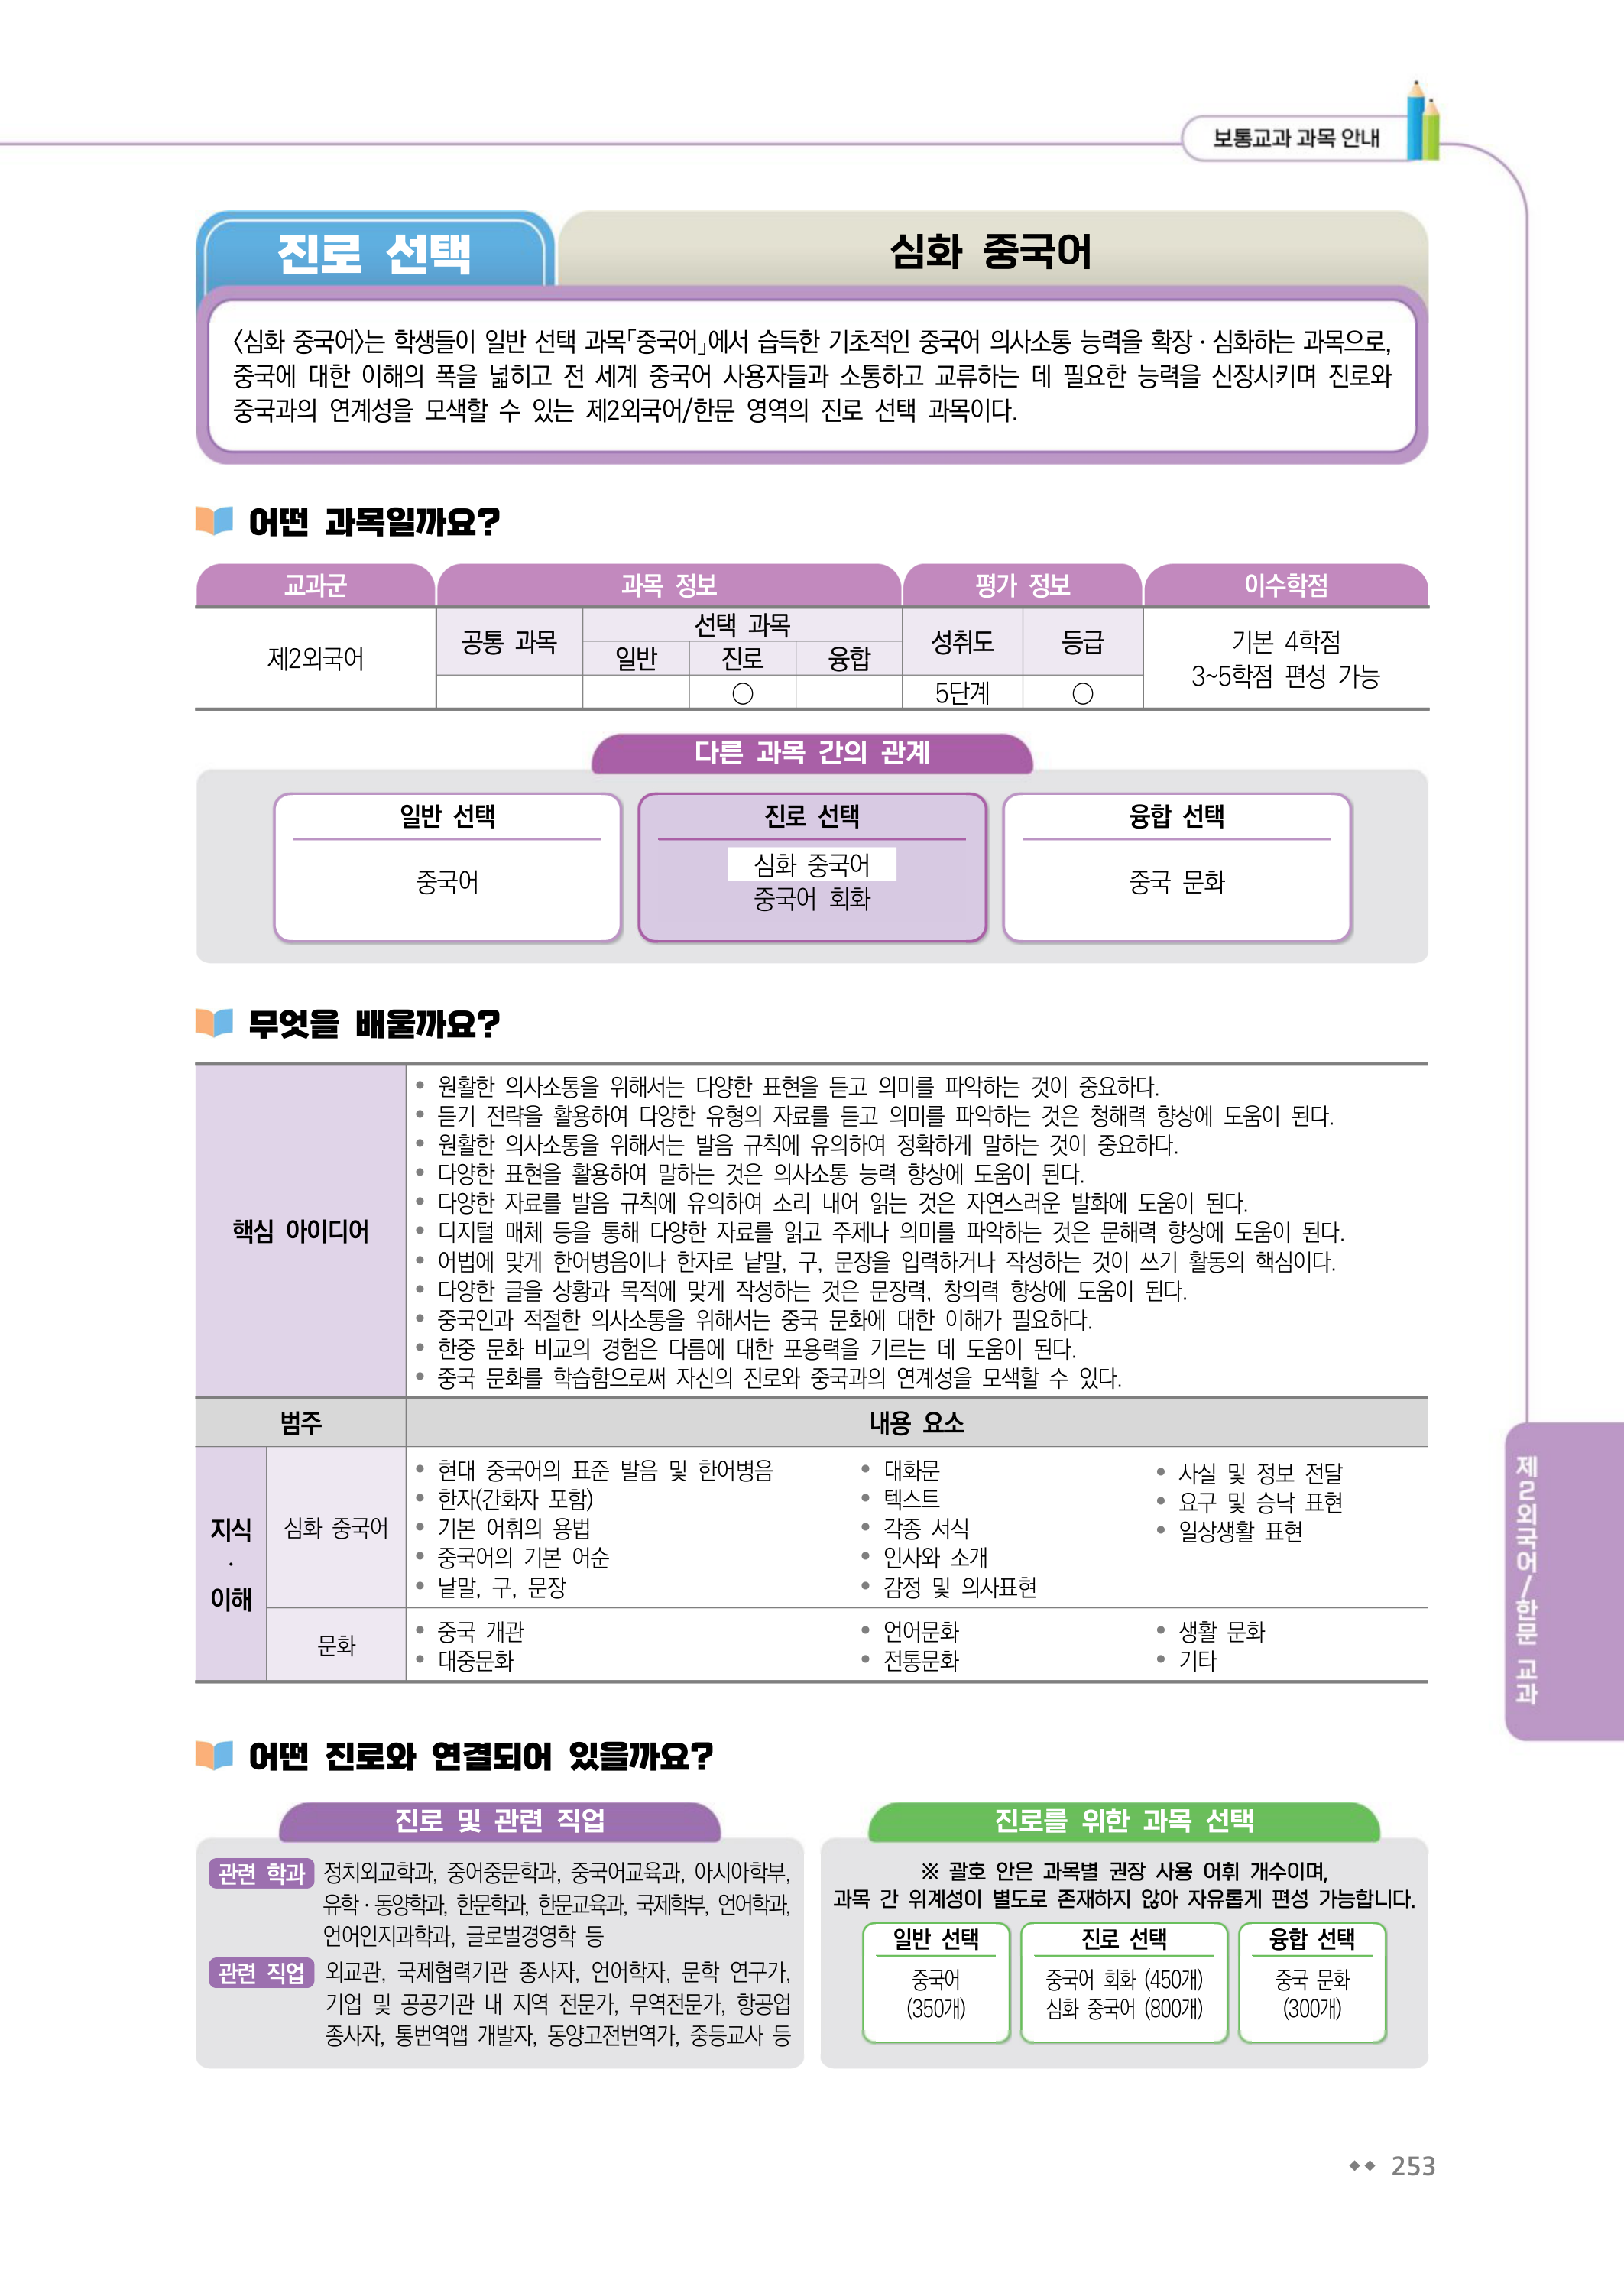 보통교과 과목 안내
진로 선택
심화 중국어
〈심화 중국어〉는 학생들이 일반 선택 과목「중국어」에서 습득한 기초적인 중국어 의사소통 능력을 확장·심화하는 과목으로,
중국에 대한 이해의 폭을 넓히고 전 세계 중국어 사용자들과 소통하고 교류하는 데 필요한 능력을 신장시키며 진로와
중국과의 연계성을 모색할 수 있는 제2외국어/한문 영역의 진로 선택 과목이다.
어떤 과목일까요?
교과군 과목 정보 평가 정보 이수학점
제2외국어
공통 과목
선택 과목
일반 진로 융합
성취도 등급
○
5단계 ○
기본 4학점
3~5학점 편성 가능
다른 과목 간의 관계
일반 선택
중국어
진로 선택
심화 중국어
중국어 회화
융합 선택
중국 문화
무엇을 배울까요?
핵심 아이디어
• 원활한 의사소통을 위해서는 다양한 표현을 듣고 의미를 파악하는 것이 중요하다.
• 듣기 전략을 활용하여 다양한 유형의 자료를 듣고 의미를 파악하는 것은 청해력 향상에 도움이 된다.
• 원활한 의사소통을 위해서는 발음 규칙에 유의하여 정확하게 말하는 것이 중요하다.
• 다양한 표현을 활용하여 말하는 것은 의사소통 능력 향상에 도움이 된다.
• 다양한 자료를 발음 규칙에 유의하여 소리 내어 읽는 것은 자연스러운 발화에 도움이 된다.
• 디지털 매체 등을 통해 다양한 자료를 읽고 주제나 의미를 파악하는 것은 문해력 향상에 도움이 된다.
• 어법에 맞게 한어병음이나 한자로 낱말, 구, 문장을 입력하거나 작성하는 것이 쓰기 활동의 핵심이다.
• 다양한 글을 상황과 목적에 맞게 작성하는 것은 문장력, 창의력 향상에 도움이 된다.
• 중국인과 적절한 의사소통을 위해서는 중국 문화에 대한 이해가 필요하다.
• 한중 문화 비교의 경험은 다름에 대한 포용력을 기르는 데 도움이 된다.
• 중국 문화를 학습함으로써 자신의 진로와 중국과의 연계성을 모색할 수 있다.
범주 내용 요소
지식
·
이해
심화 중국어
• 현대 중국어의 표준 발음 및 한어병음
• 한자(간화자 포함)
• 기본 어휘의 용법
• 중국어의 기본 어순
• 낱말, 구, 문장
• 대화문
• 텍스트
• 각종 서식
• 인사와 소개
• 감정 및 의사표현
• 사실 및 정보 전달
• 요구 및 승낙 표현
• 일상생활 표현
문화
• 중국 개관
• 대중문화
• 언어문화
• 전통문화
• 생활 문화
• 기타
제2외국어/한문 교과
어떤 진로와 연결되어 있을까요?
진로 및 관련 직업
관련 학과 정치외교학과, 중어중문학과, 중국어교육과, 아시아학부,
유학·동양학과, 한문학과, 한문교육과, 국제학부, 언어학과,
언어인지과학과, 글로벌경영학 등
관련 직업 외교관, 국제협력기관 종사자, 언어학자, 문학 연구가,
기업 및 공공기관 내 지역 전문가, 무역전문가, 항공업
종사자, 통번역앱 개발자, 동양고전번역가, 중등교사 등
진로를 위한 과목 선택
※ 괄호 안은 과목별 권장 사용 어휘 개수이며,
과목 간 위계성이 별도로 존재하지 않아 자유롭게 편성 가능합니다.
일반 선택
중국어
(350개)
진로 선택
중국어 회화 (450개)
심화 중국어 (800개)
융합 선택
중국 문화
(300개)
253